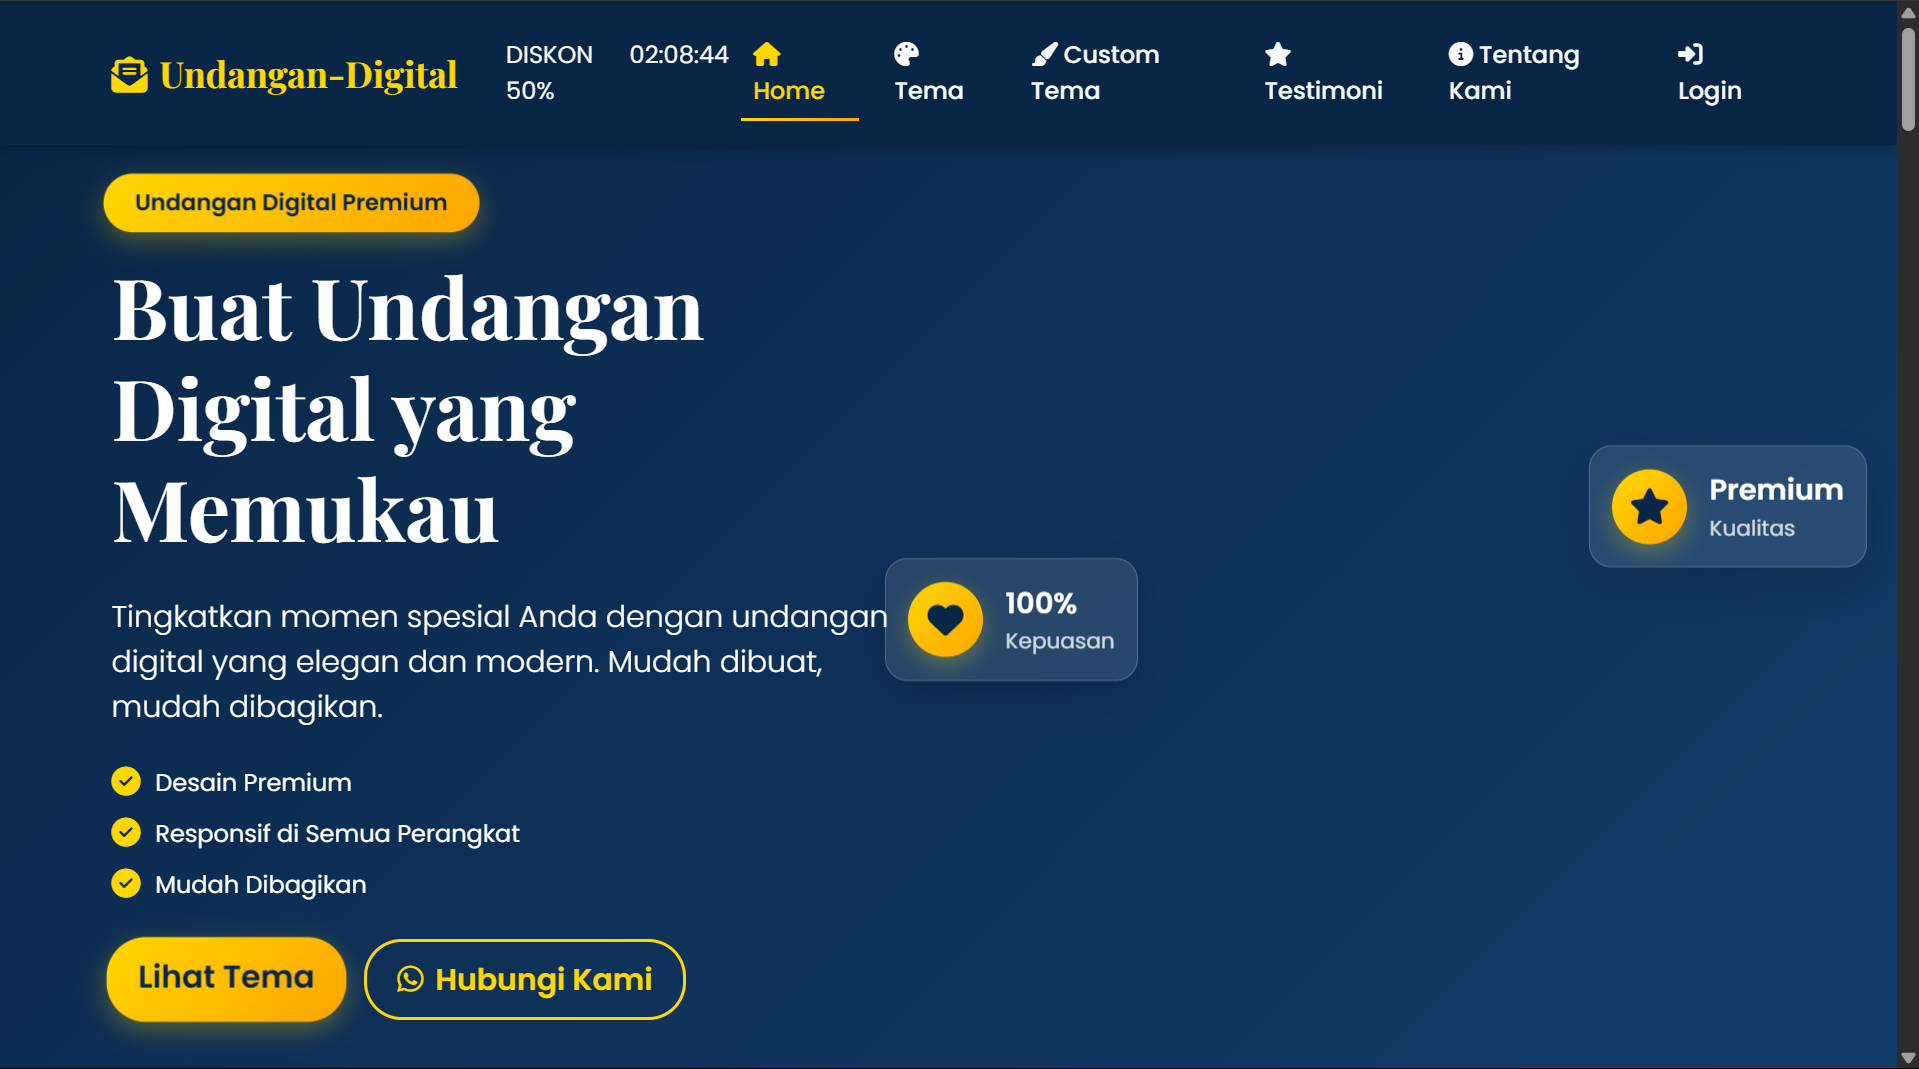 Undangan-Digital
DISKON
50%
02:08:44
Home
Tema
Custom
Tema
Testimoni
Tentang
Kami
Login
Undangan Digital Premium
Buat Undangan
Digital yang
Memukau
Tingkatkan momen spesial Anda dengan undangan
digital yang elegan dan modern. Mudah dibuat,
mudah dibagikan.
Desain Premium
Responsif di Semua Perangkat
Mudah Dibagikan
Lihat Tema
Hubungi Kami
100%
Kepuasan
Premium
Kualitas